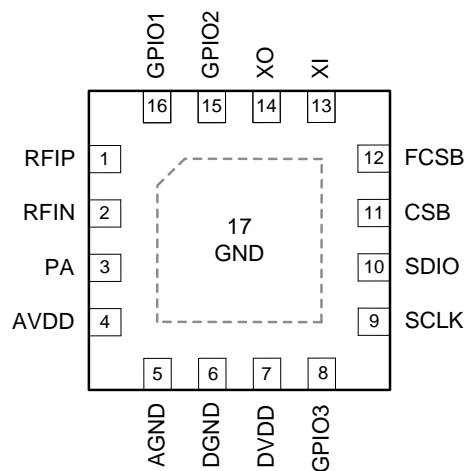 GPIO1
GPIO2
XO
XI
16
15
14
13
RFIP
1
12
FCSB
RFIN
2
11
CSB
17
GND
PA
3
10
SDIO
AVDD
4
9
SCLK
5
6
7
8
AGND
DGND
DVDD
GPIO3